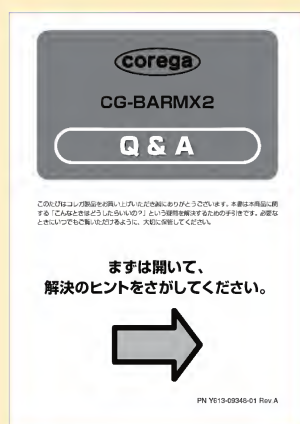 corega
CG-BARMX2
Q & A
このたびはコレガ製品をお買い上げいただき誠にありがとうございます。本書は本商品に関
する「こんなときはどうしたらいいの？」という疑問を解決するための手引きです。必要な
ときにいつでもご覧いただけるように、大切に保管してください。
まずは開いて、
解決のヒントをさがしてください。
PN Y613-09348-01 Rev.A